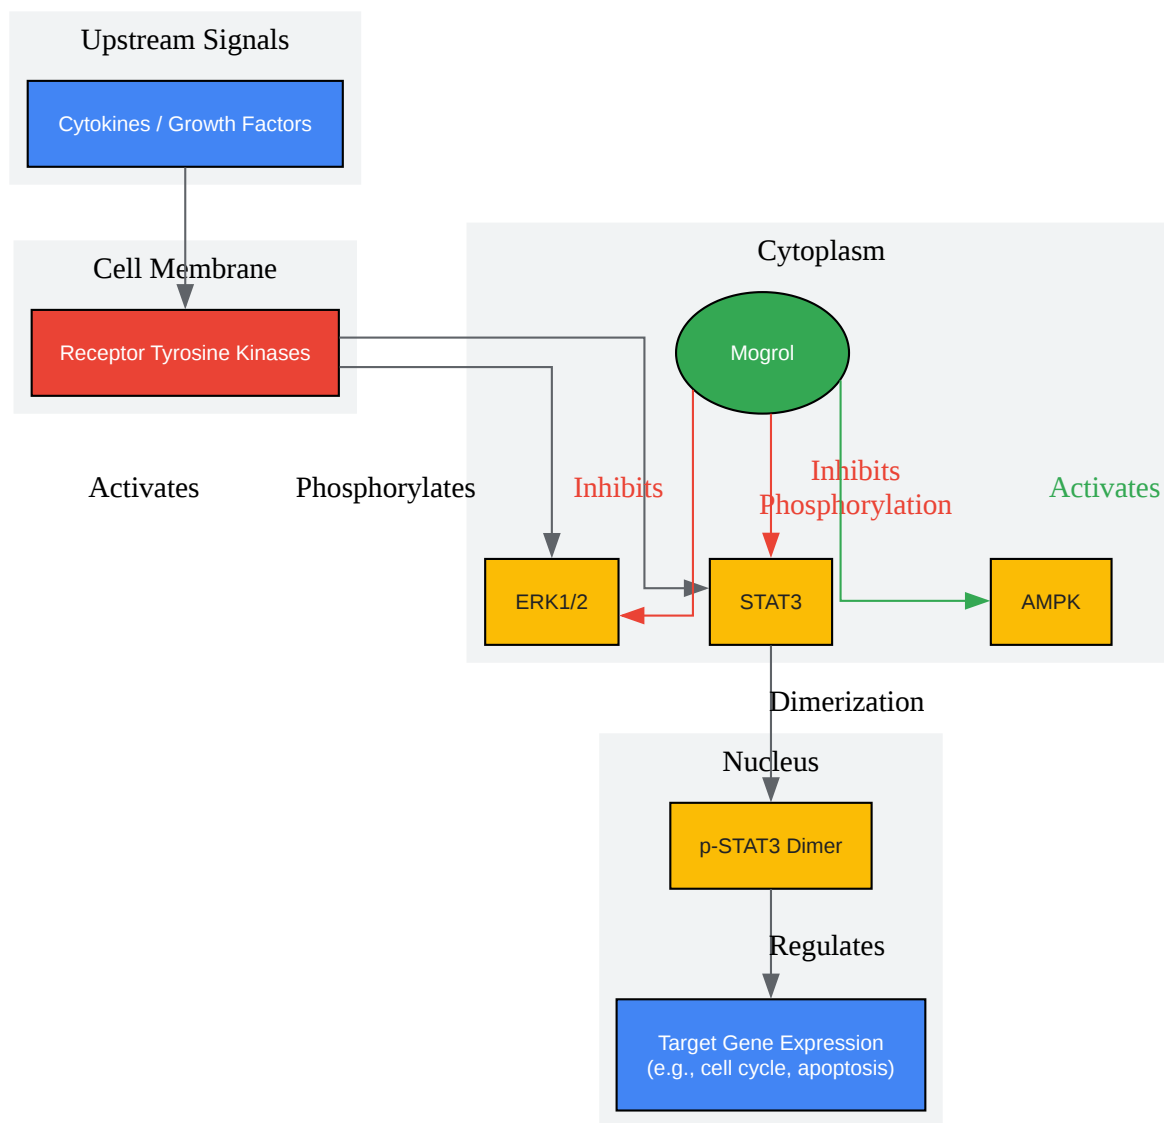 Upstream Signals
Cytokines / Growth Factors
Cell Membrane
Receptor Tyrosine Kinases
Cytoplasm
Mogrol
Activates
Phosphorylates
Inhibits
Inhibits
Phosphorylation
Activates
ERK1/2
STAT3
AMPK
Dimerization
Nucleus
p-STAT3 Dimer
Regulates
Target Gene Expression
(e.g., cell cycle, apoptosis)